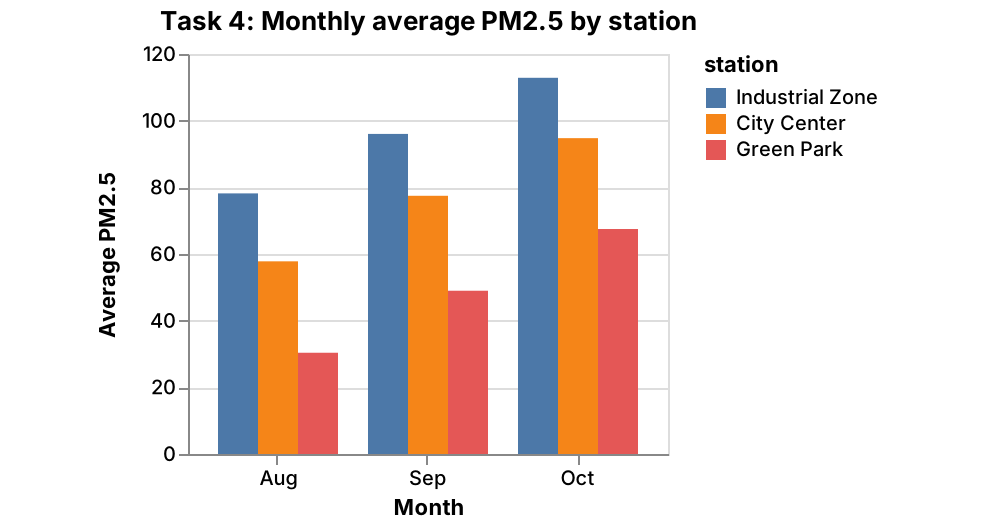 Task 4: Monthly average PM2.5 by station
120
100
80
60
40
20
0
Average PM2.5
Aug Sep Oct
Month
station
Industrial Zone
City Center
Green Park